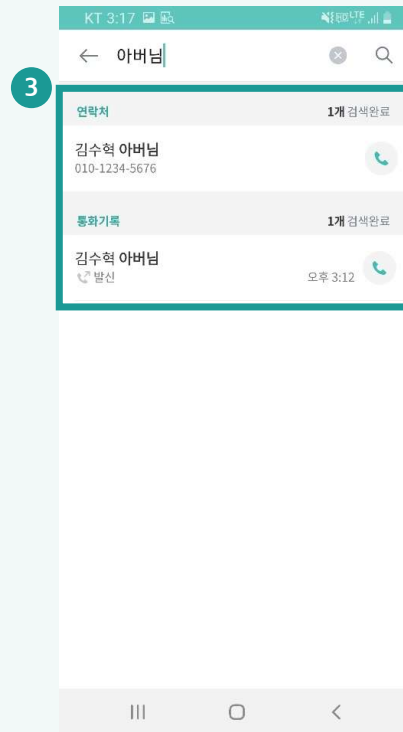 KT 3:17
LTE
아버님
3
연락처 1개 검색완료
김수혁 아버님
010-1234-5676
통화기록 1개 검색완료
김수혁 아버님
발신 오후 3:12